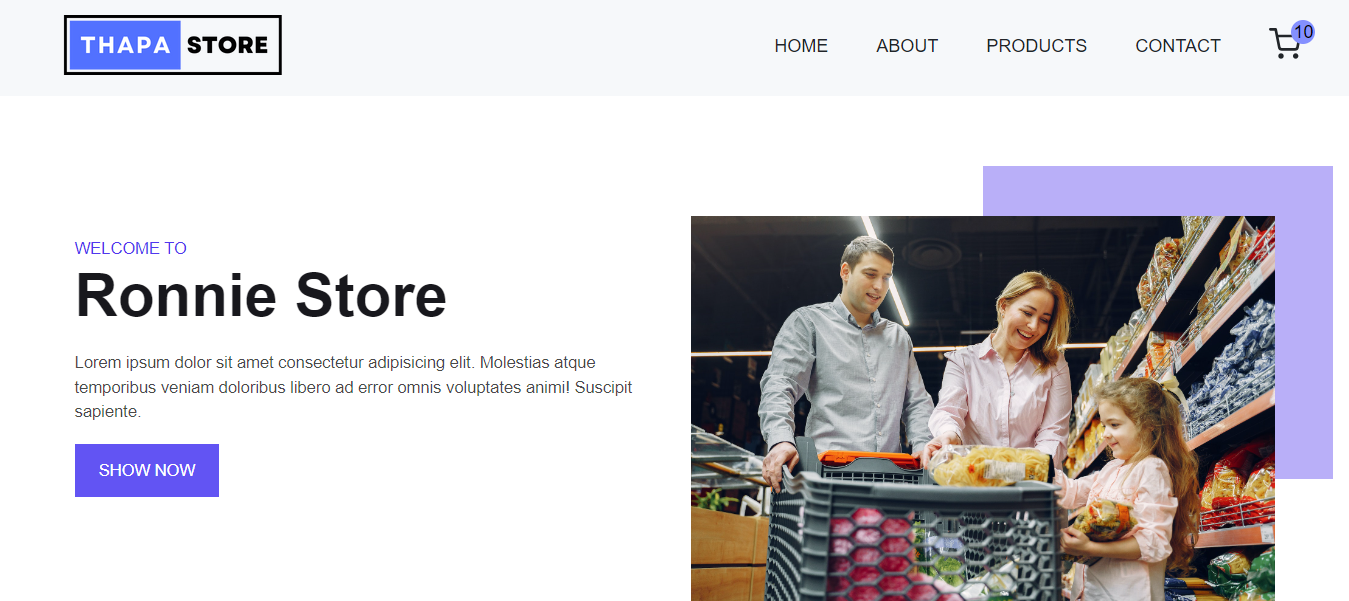 THAPA STORE
HOME ABOUT PRODUCTS CONTACT 10
WELCOME TO
Ronnie Store
Lorem ipsum dolor sit amet consectetur adipisicing elit. Molestias atque
temporibus veniam doloribus libero ad error omnis voluptates animi! Suscipit
sapiente.
SHOW NOW